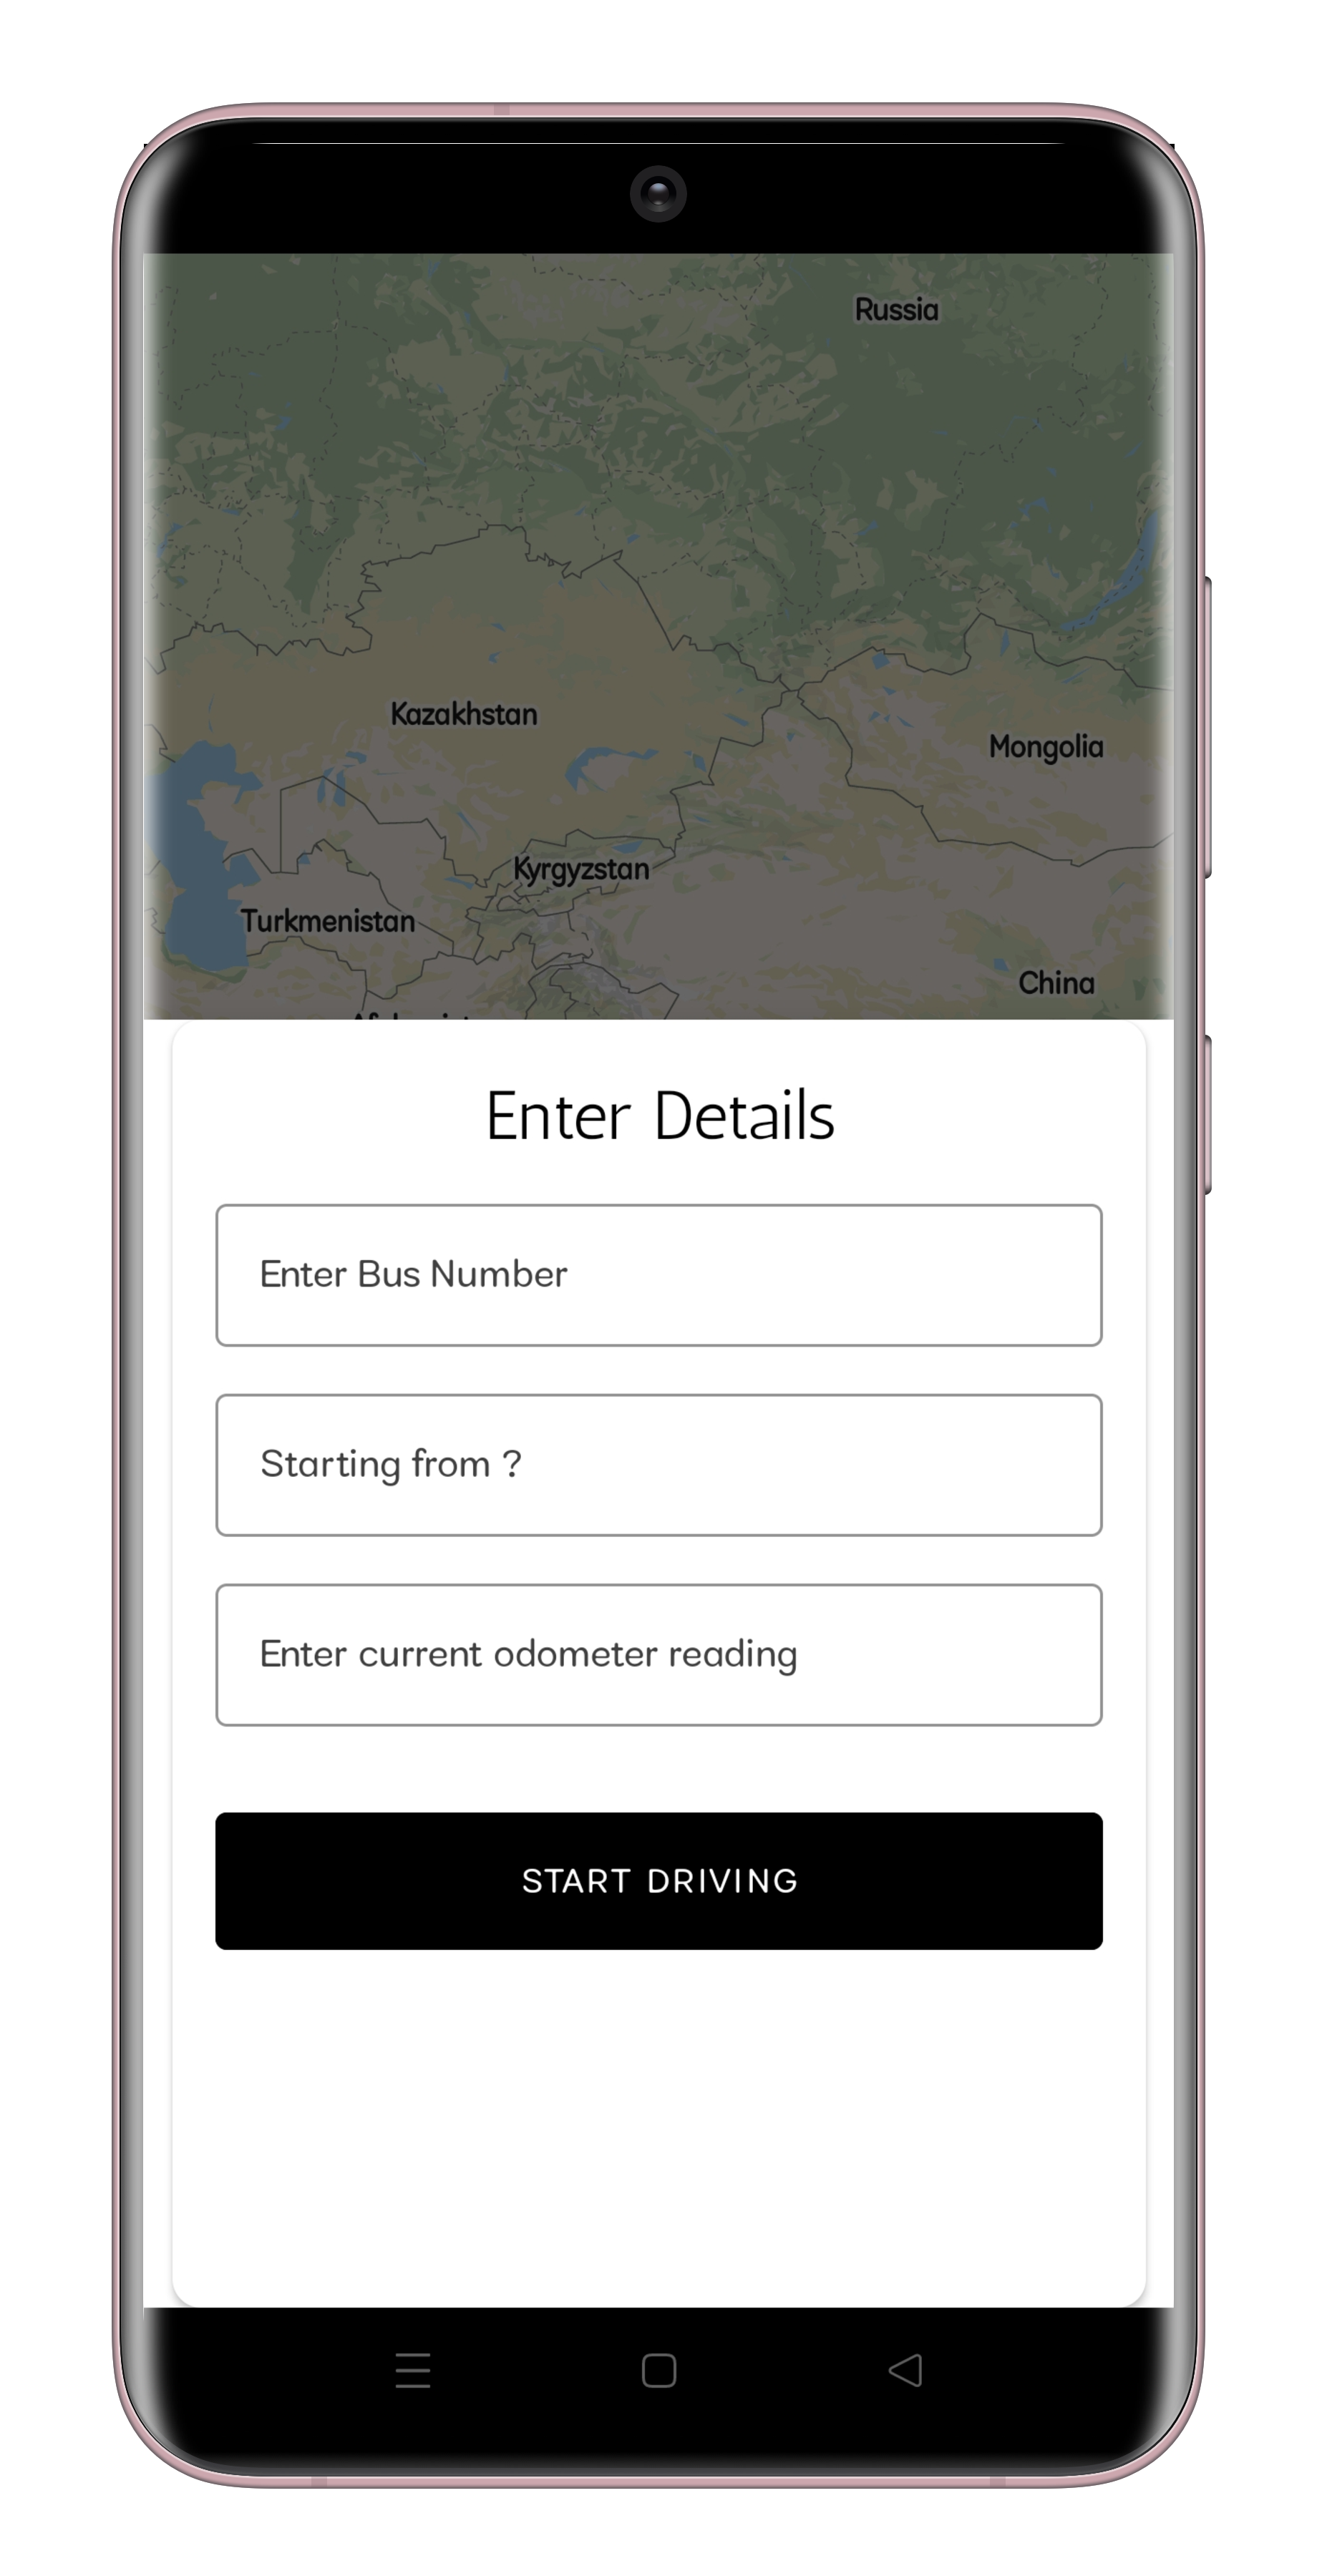 Russia
Kazakhstan
Mongolia
Kyrgyzstan
Turkmenistan
China
Enter Details
Enter Bus Number
Starting from ?
Enter current odometer reading
START DRIVING